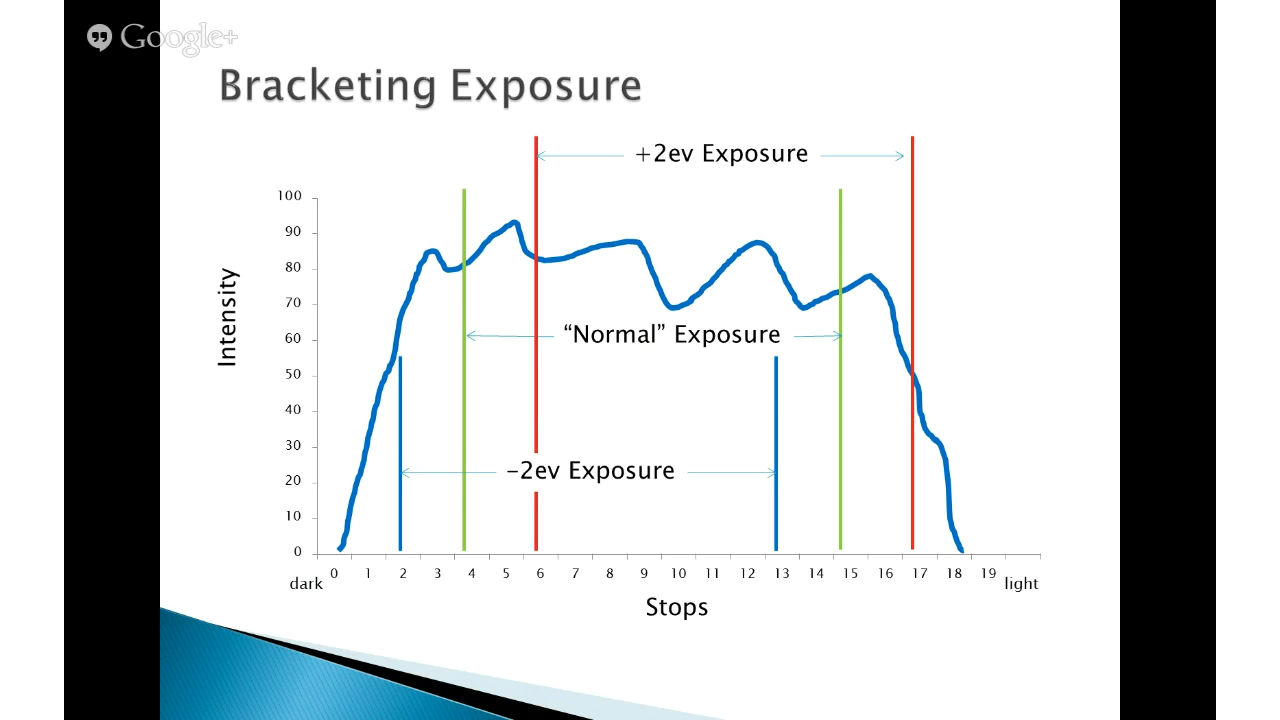 Google+
Bracketing Exposure
+2ev Exposure
100
90
80
70
60
50
40
30
20
10
0
Intensity
“Normal” Exposure
-2ev Exposure
0 1 2 3 4 5 6 7 8 9 10 11 12 13 14 15 16 17 18 19
dark light
Stops